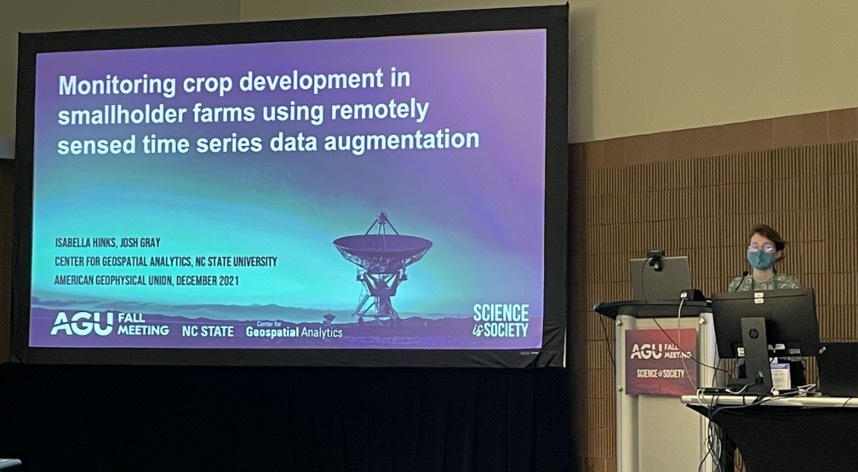 Monitoring crop development in
smallholder farms using remotely
sensed time series data augmentation
ISABELLA HINKS, JOSH GRAY
CENTER FOR GEOSPATIAL ANALYTICS, NC STATE UNIVERSITY
AMERICAN GEOPHYSICAL UNION, DECEMBER 2021
AGU FALL
MEETING
NC STATE
Center for
Geospatial Analytics
SCIENCE
is SOCIETY
AGU FALL
MEETING
SCIENCE is SOCIETY
hp